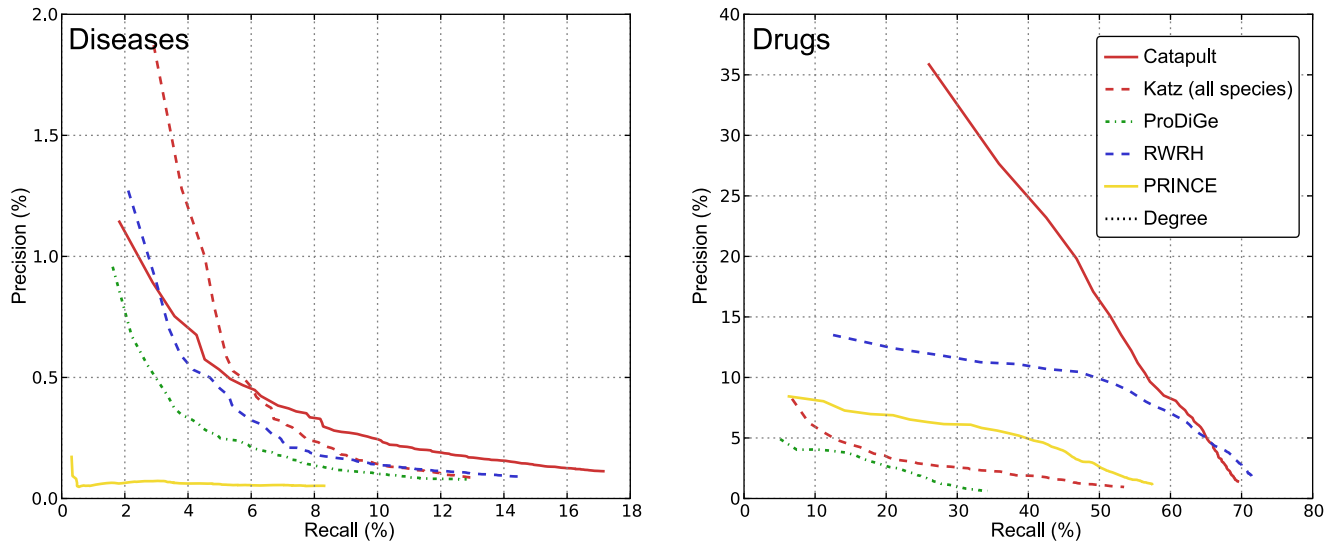 Diseases
2.0
1.5
1.0
0.5
0.0
Precision (%)
0 2 4 6 8 10 12 14 16 18
Recall (%)
Drugs
40
35
30
25
20
15
10
5
0
Precision (%)
0 10 20 30 40 50 60 70 80
Recall (%)
Catapult
Katz (all species)
ProDiGe
RWRH
PRINCE
Degree